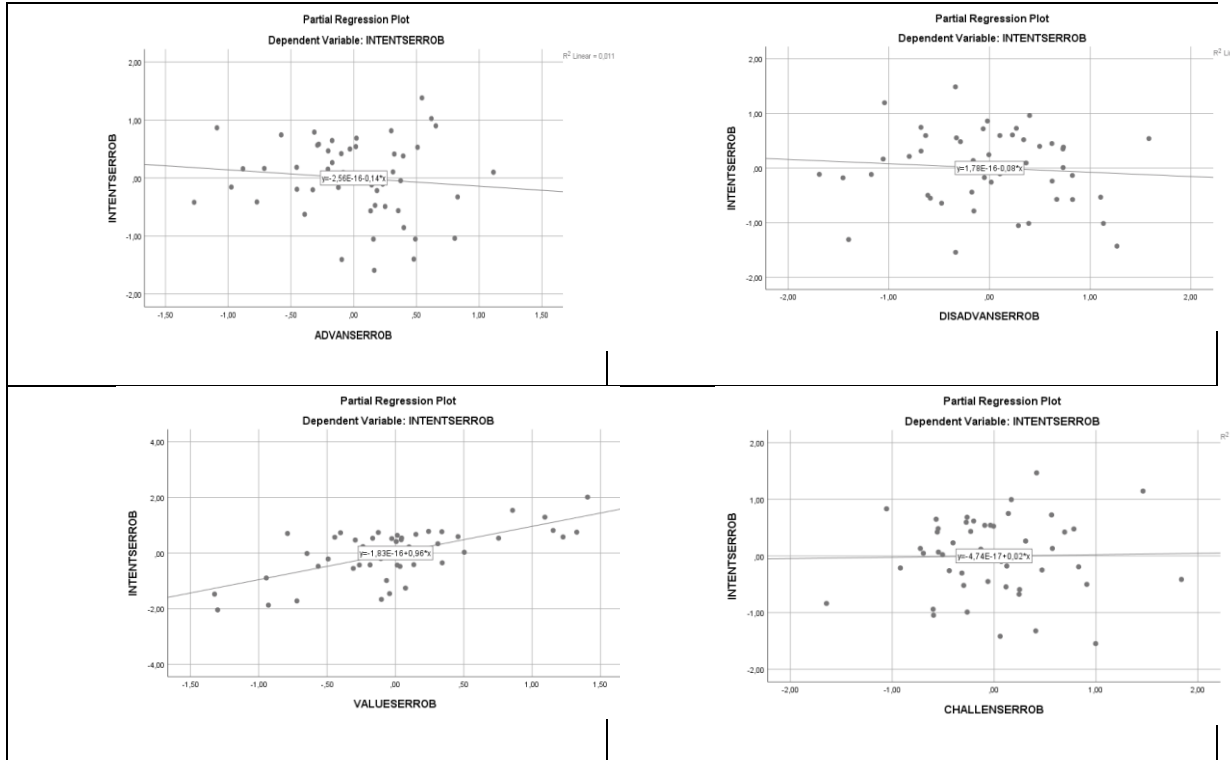 Partial Regression Plot
Dependent Variable: INTENTSERROB
R² Linear = 0,011
2,00
1,00
,00
-1,00
-2,00
INTENTSERROB
y=-2,56E-16-0,14*x
-1,50 -1,00 -,50 ,00 ,50 1,00 1,50
ADVANSERROB
Partial Regression Plot
Dependent Variable: INTENTSERROB
R² Li
2,00
1,00
,00
-1,00
-2,00
INTENTSERROB
y=1,78E-16-0,08*x
-2,00 -1,00 ,00 1,00 2,00
DISADVANSERROB
Partial Regression Plot
Dependent Variable: INTENTSERROB
4,00
2,00
,00
-2,00
-4,00
INTENTSERROB
y=-1,83E-16+0,96*x
-1,50 -1,00 -,50 ,00 ,50 1,00 1,50
VALUESERROB
Partial Regression Plot
Dependent Variable: INTENTSERROB
R²
2,00
1,00
,00
-1,00
-2,00
INTENTSERROB
y=-4,74E-17+0,02*x
-2,00 -1,00 ,00 1,00 2,00
CHALLENSERROB